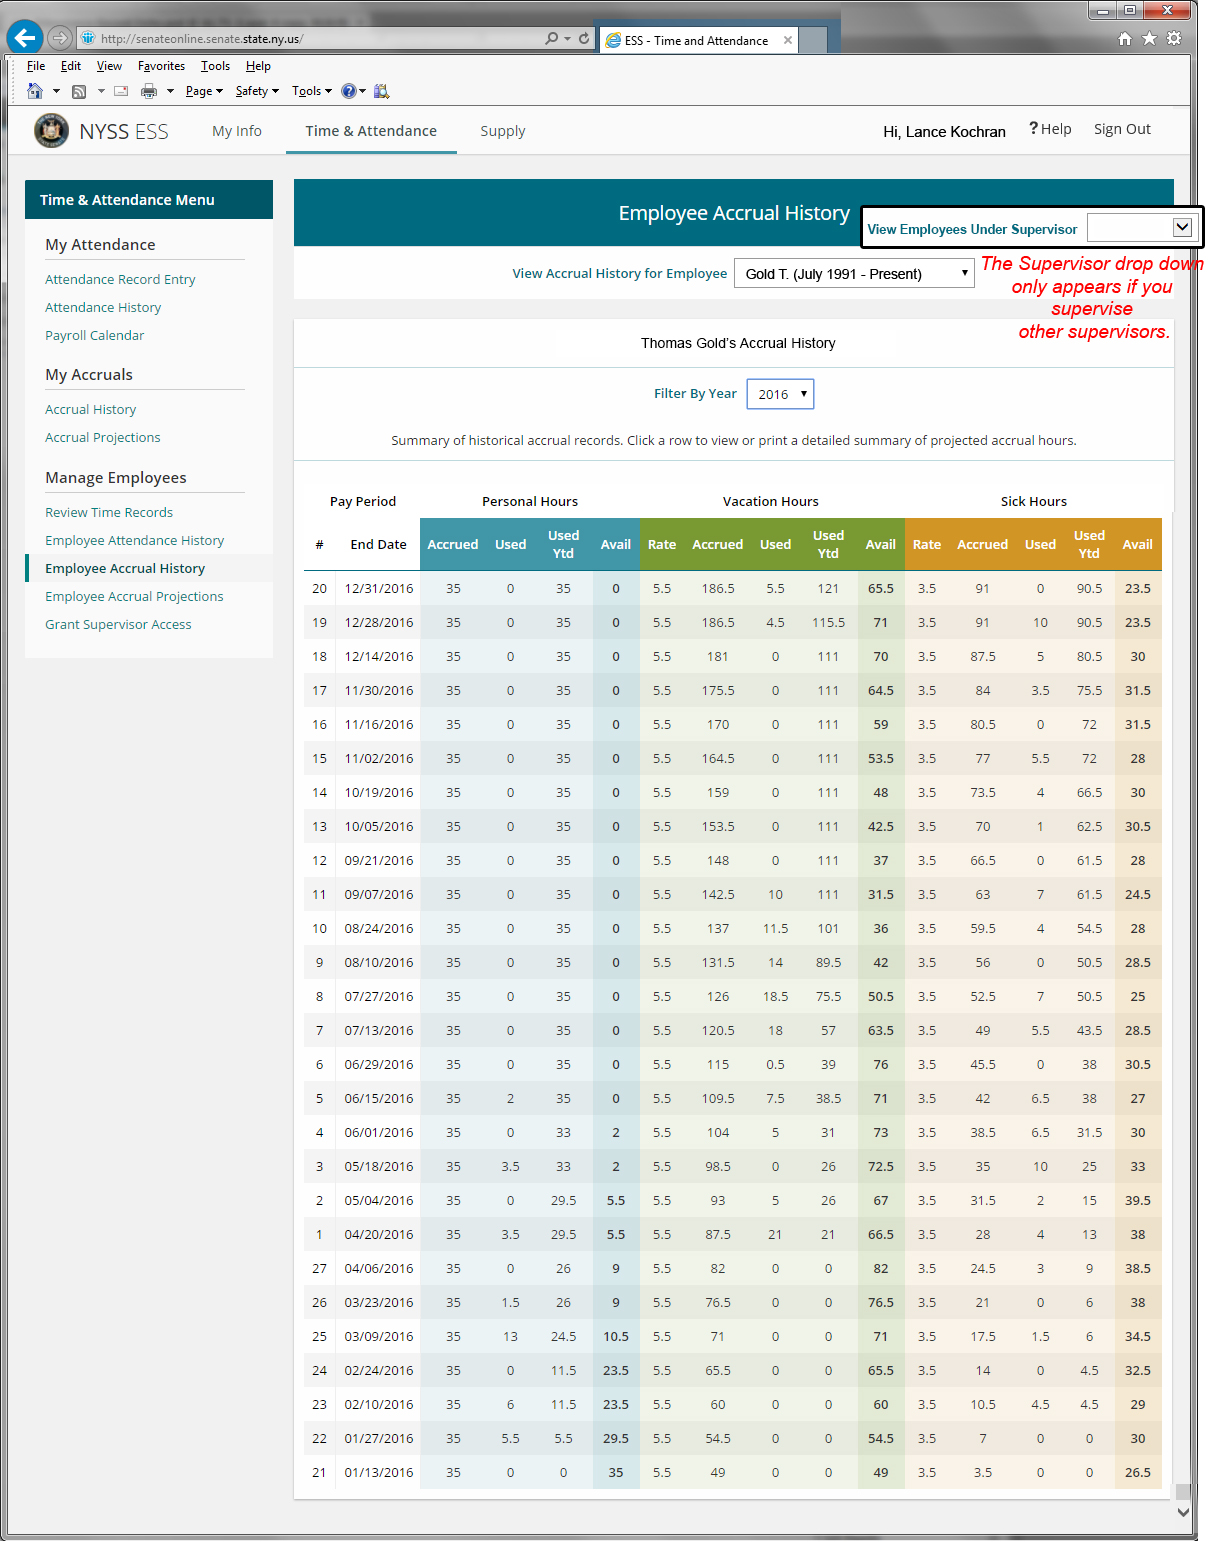 http://senateonline.senate.state.ny.us/
ESS - Time and Attendance
File Edit View Favorites Tools Help
Page Safety Tools
NYSS ESS My Info Time & Attendance Supply Hi, Lance Kochran ? Help Sign Out
Time & Attendance Menu
My Attendance
Attendance Record Entry
Attendance History
Payroll Calendar
My Accruals
Accrual History
Accrual Projections
Manage Employees
Review Time Records
Employee Attendance History
Employee Accrual History
Employee Accrual Projections
Grant Supervisor Access
Employee Accrual History
View Employees Under Supervisor
The Supervisor drop down
only appears if you
supervise
other supervisors.
View Accrual History for Employee Gold T. (July 1991 - Present)
Thomas Gold's Accrual History
Filter By Year 2016
Summary of historical accrual records. Click a row to view or print a detailed summary of projected accrual hours.
Pay Period Personal Hours Vacation Hours Sick Hours
# End Date Accrued Used Used Ytd Avail Rate Accrued Used Used Ytd Avail Rate Accrued Used Used Ytd Avail
20 12/31/2016 35 0 35 0 5.5 186.5 5.5 121 65.5 3.5 91 0 90.5 23.5
19 12/28/2016 35 0 35 0 5.5 186.5 4.5 115.5 71 3.5 91 10 90.5 23.5
18 12/14/2016 35 0 35 0 5.5 181 0 111 70 3.5 87.5 5 80.5 30
17 11/30/2016 35 0 35 0 5.5 175.5 0 111 64.5 3.5 84 3.5 75.5 31.5
16 11/16/2016 35 0 35 0 5.5 170 0 111 59 3.5 80.5 0 72 31.5
15 11/02/2016 35 0 35 0 5.5 164.5 0 111 53.5 3.5 77 5.5 72 28
14 10/19/2016 35 0 35 0 5.5 159 0 111 48 3.5 73.5 4 66.5 30
13 10/05/2016 35 0 35 0 5.5 153.5 0 111 42.5 3.5 70 1 62.5 30.5
12 09/21/2016 35 0 35 0 5.5 148 0 111 37 3.5 66.5 0 61.5 28
11 09/07/2016 35 0 35 0 5.5 142.5 10 111 31.5 3.5 63 7 61.5 24.5
10 08/24/2016 35 0 35 0 5.5 137 11.5 101 36 3.5 59.5 4 54.5 28
9 08/10/2016 35 0 35 0 5.5 131.5 14 89.5 42 3.5 56 0 50.5 28.5
8 07/27/2016 35 0 35 0 5.5 126 18.5 75.5 50.5 3.5 52.5 7 50.5 25
7 07/13/2016 35 0 35 0 5.5 120.5 18 57 63.5 3.5 49 5.5 43.5 28.5
6 06/29/2016 35 0 35 0 5.5 115 0.5 39 76 3.5 45.5 0 38 30.5
5 06/15/2016 35 2 35 0 5.5 109.5 7.5 38.5 71 3.5 42 6.5 38 27
4 06/01/2016 35 0 33 2 5.5 104 5 31 73 3.5 38.5 6.5 31.5 30
3 05/18/2016 35 3.5 33 2 5.5 98.5 0 26 72.5 3.5 35 10 25 33
2 05/04/2016 35 0 29.5 5.5 5.5 93 5 26 67 3.5 31.5 2 15 39.5
1 04/20/2016 35 3.5 29.5 5.5 5.5 87.5 21 21 66.5 3.5 28 4 13 38
27 04/06/2016 35 0 26 9 5.5 82 0 0 82 3.5 24.5 3 9 38.5
26 03/23/2016 35 1.5 26 9 5.5 76.5 0 0 76.5 3.5 21 0 6 38
25 03/09/2016 35 13 24.5 10.5 5.5 71 0 0 71 3.5 17.5 1.5 6 34.5
24 02/24/2016 35 0 11.5 23.5 5.5 65.5 0 0 65.5 3.5 14 0 4.5 32.5
23 02/10/2016 35 6 11.5 23.5 5.5 60 0 0 60 3.5 10.5 4.5 4.5 29
22 01/27/2016 35 5.5 5.5 29.5 5.5 54.5 0 0 54.5 3.5 7 0 0 30
21 01/13/2016 35 0 0 35 5.5 49 0 0 49 3.5 3.5 0 0 26.5